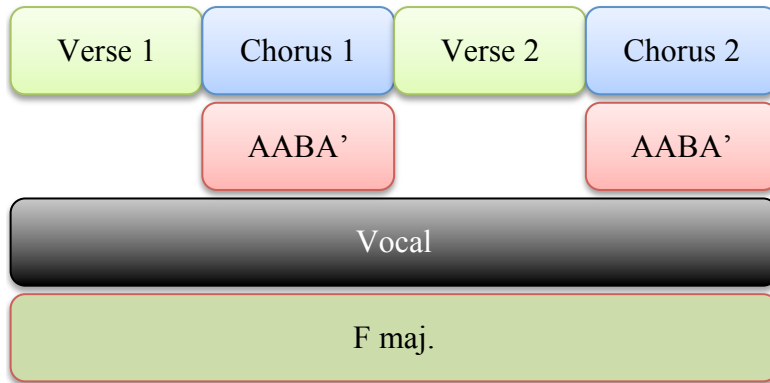 Verse 1 Chorus 1 Verse 2 Chorus 2
AABA’ AABA’
Vocal
F maj.